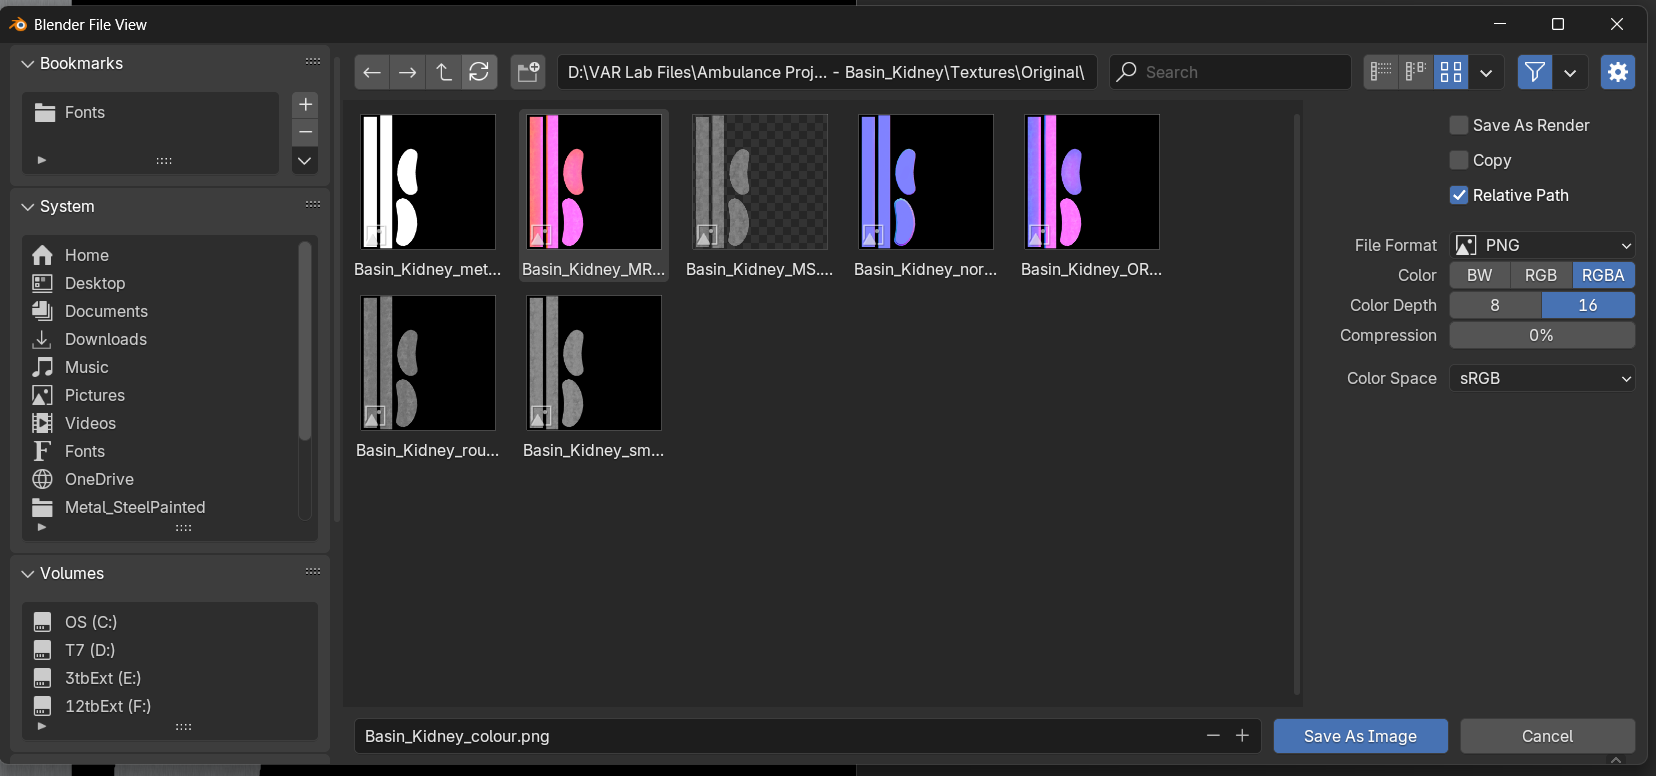 Blender File View
Bookmarks
Fonts
System
Home
Desktop
Documents
Downloads
Music
Pictures
Videos
Fonts
OneDrive
Metal_SteelPainted
Volumes
OS (C:)
T7 (D:)
3tbExt (E:)
12tbExt (F:)
D:\VAR Lab Files\Ambulance Proj... - Basin_Kidney\Textures\Original\
Search
Basin_Kidney_met...
Basin_Kidney_MR...
Basin_Kidney_MS....
Basin_Kidney_nor...
Basin_Kidney_OR...
Basin_Kidney_rou...
Basin_Kidney_sm...
Save As Render
Copy
Relative Path
File Format PNG
Color BW RGB RGBA
Color Depth 8 16
Compression 0%
Color Space sRGB
Basin_Kidney_colour.png
Save As Image
Cancel